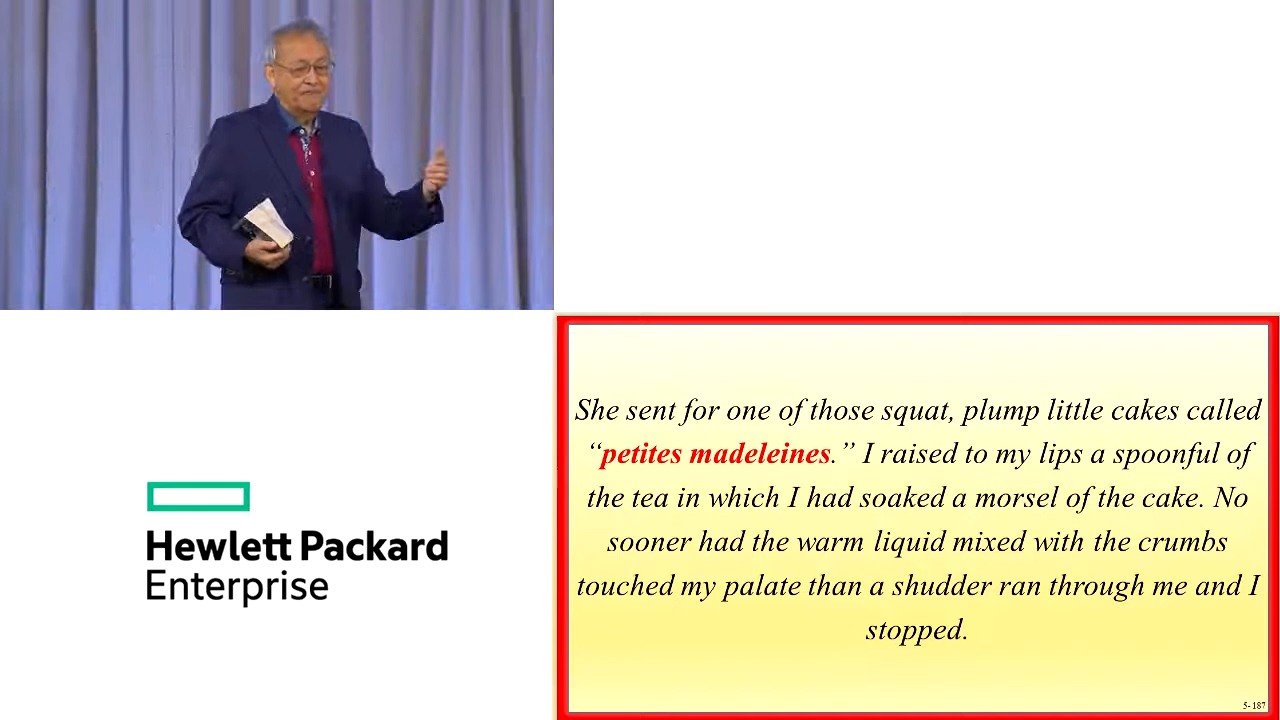 Hewlett Packard
Enterprise
She sent for one of those squat, plump little cakes called
“petites madeleines.” I raised to my lips a spoonful of
the tea in which I had soaked a morsel of the cake. No
sooner had the warm liquid mixed with the crumbs
touched my palate than a shudder ran through me and I
stopped.
5-187